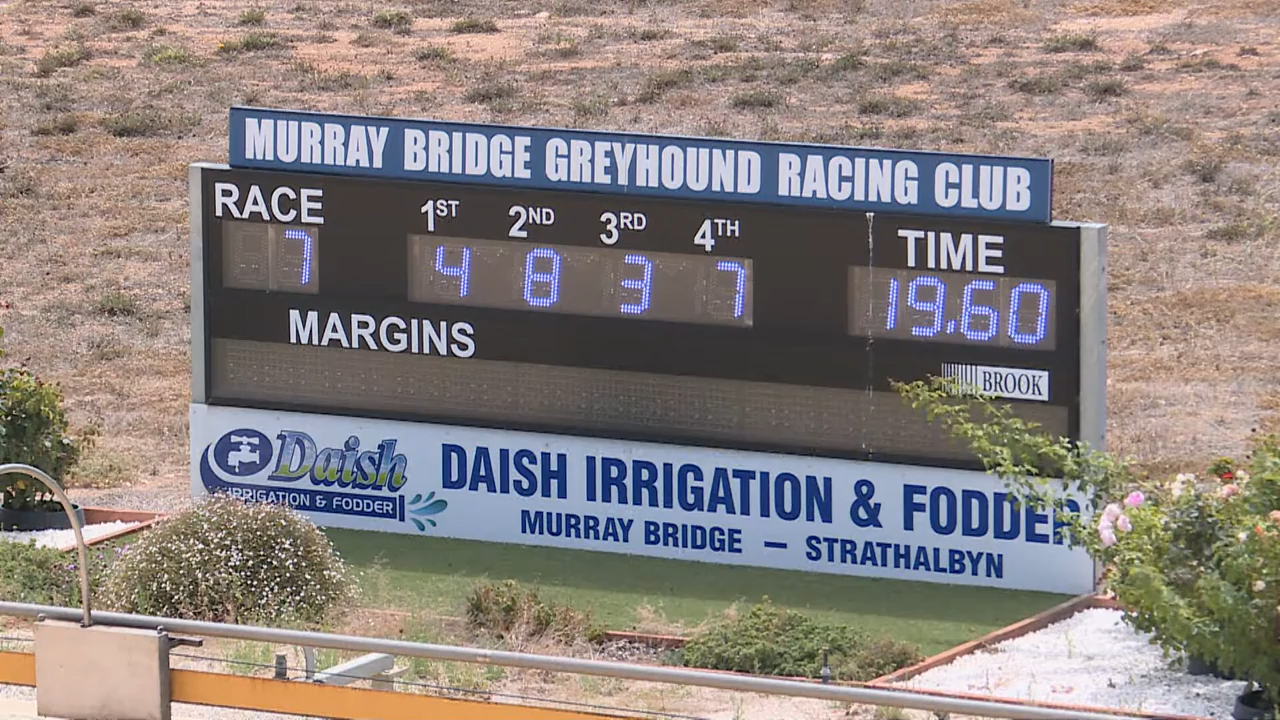 MURRAY BRIDGE GREYHOUND RACING CLUB
RACE 1ST 2ND 3RD 4TH TIME
7 4 8 3 7 19.60
MARGINS
BROOK
Daish
IRRIGATION & FODDER
DAISH IRRIGATION & FODDER
MURRAY BRIDGE – STRATHALBYN